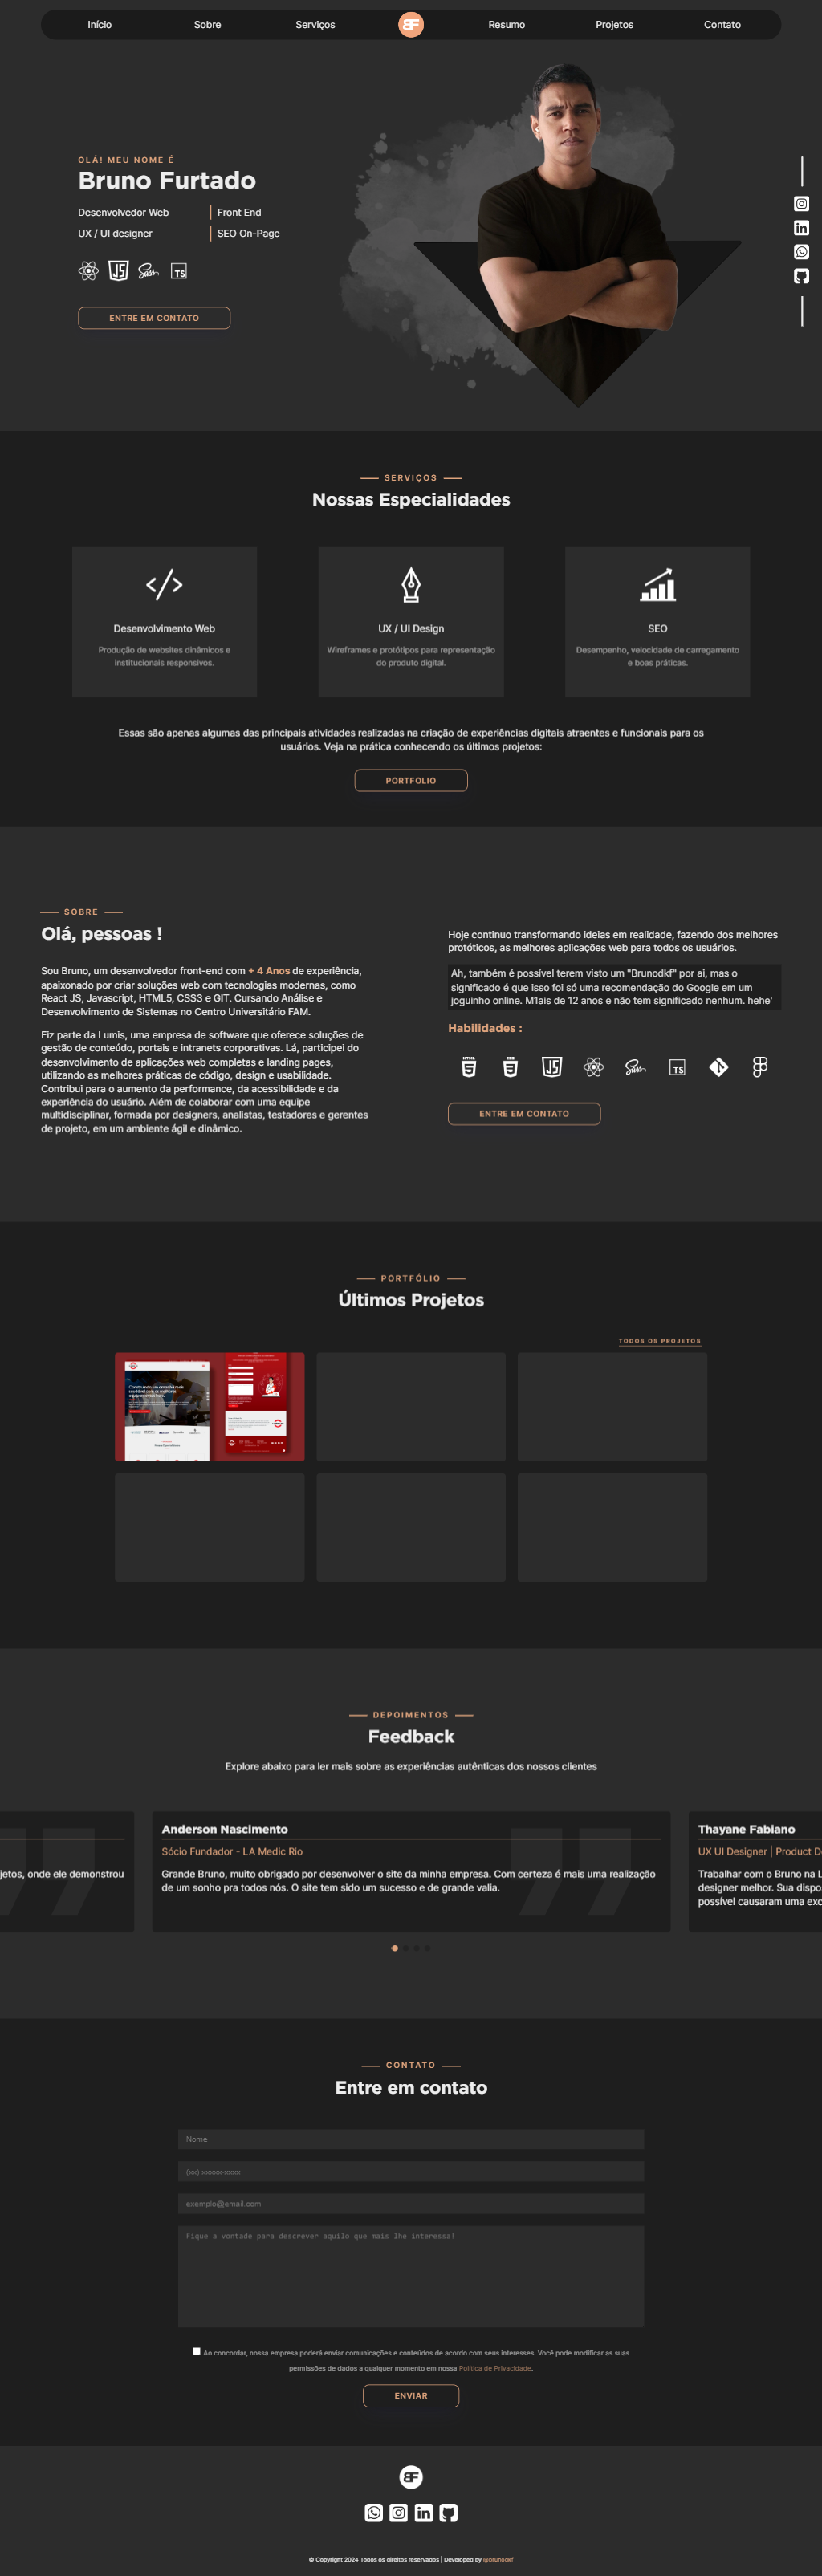 Início Sobre Serviços BF Resumo Projetos Contato
OLÁ! MEU NOME É
Bruno Furtado
Desenvolvedor Web Front End
UX / UI designer SEO On-Page
JS Sass TS
ENTRE EM CONTATO
SERVIÇOS
Nossas Especialidades
Desenvolvimento Web
Produção de websites dinâmicos e
institucionais responsivos.
UX / UI Design
Wireframes e protótipos para representação
do produto digital.
SEO
Desempenho, velocidade de carregamento
e boas práticas.
Essas são apenas algumas das principais atividades realizadas na criação de experiências digitais atraentes e funcionais para os
usuários. Veja na prática conhecendo os últimos projetos:
PORTFOLIO
SOBRE
Olá, pessoas !
Sou Bruno, um desenvolvedor front-end com + 4 Anos de experiência,
apaixonado por criar soluções web com tecnologias modernas, como
React JS, Javascript, HTML5, CSS3 e GIT. Cursando Análise e
Desenvolvimento de Sistemas no Centro Universitário FAM.
Fiz parte da Lumis, uma empresa de software que oferece soluções de
gestão de conteúdo, portais e intranets corporativas. Lá, participei do
desenvolvimento de aplicações web completas e landing pages,
utilizando as melhores práticas de código, design e usabilidade.
Contribui para o aumento da performance, da acessibilidade e da
experiência do usuário. Além de colaborar com uma equipe
multidisciplinar, formada por designers, analistas, testadores e gerentes
de projeto, em um ambiente ágil e dinâmico.
Hoje continuo transformando ideias em realidade, fazendo dos melhores
protóticos, as melhores aplicações web para todos os usuários.
Ah, também é possível terem visto um "Brunodkf" por ai, mas o
significado é que isso foi só uma recomendação do Google em um
joguinho online. M1ais de 12 anos e não tem significado nenhum. hehe'
Habilidades :
HTML 5 CSS 3 JS Sass TS
ENTRE EM CONTATO
PORTFÓLIO
Últimos Projetos
TODOS OS PROJETOS
DEPOIMENTOS
Feedback
Explore abaixo para ler mais sobre as experiências autênticas dos nossos clientes
jetos, onde ele demonstrou
Anderson Nascimento
Sócio Fundador - LA Medic Rio
Grande Bruno, muito obrigado por desenvolver o site da minha empresa. Com certeza é mais uma realização
de um sonho pra todos nós. O site tem sido um sucesso e de grande valia.
Thayane Fabiano
UX UI Designer | Product D
Trabalhar com o Bruno na L
designer melhor. Sua dispo
possível causaram uma exc
CONTATO
Entre em contato
Nome
(xx) xxxxx-xxxx
exemplo@email.com
Fique a vontade para descrever aquilo que mais lhe interessa!
Ao concordar, nossa empresa poderá enviar comunicações e conteúdos de acordo com seus interesses. Você pode modificar as suas
permissões de dados a qualquer momento em nossa Política de Privacidade.
ENVIAR
BF
© Copyright 2024 Todos os direitos reservados | Developed by @brunodkf